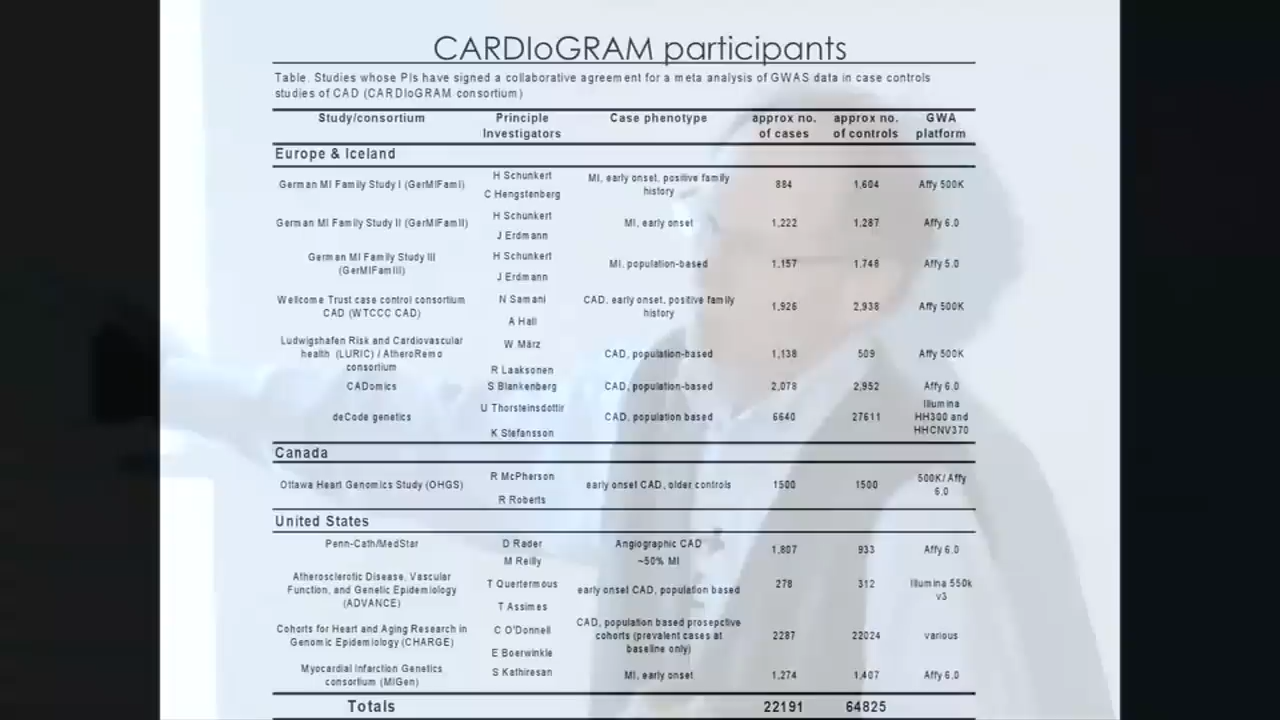 CARDIoGRAM participants
Table. Studies whose PIs have signed a collaborative agreement for a meta analysis of GWAS data in case controls
studies of CAD (CARDIoGRAM consortium)
Study/consortium Principle Investigators Case phenotype approx no. of cases approx no. of controls GWA platform
Europe & Iceland
German MI Family Study I (GerMIFamI) H Schunkert C Hengstenberg MI, early onset, positive family history 884 1,604 Affy 500K
German MI Family Study II (GerMIFamII) H Schunkert J Erdmann MI, early onset 1,222 1,287 Affy 6.0
German MI Family Study III (GerMIFamIII) H Schunkert J Erdmann MI, population-based 1,157 1,748 Affy 5.0
Wellcome Trust case control consortium CAD (WTCCC CAD) N Samani A Hall CAD, early onset, positive family history 1,926 2,938 Affy 500K
Ludwigshafen Risk and Cardiovascular health (LURIC) / AtheroRemo consortium W März R Laaksonen CAD, population-based 1,138 509 Affy 500K
CADomics S Blankenberg CAD, population-based 2,078 2,952 Affy 6.0
deCode genetics U Thorsteinsdottir K Stefansson CAD, population based 6640 27611 Illumina HH300 and HHCNV370
Canada
Ottawa Heart Genomics Study (OHGS) R McPherson R Roberts early onset CAD, older controls 1500 1500 500K/Affy 6.0
United States
Penn-Cath/MedStar D Rader M Reilly Angiographic CAD ~50% MI 1,807 933 Affy 6.0
Atherosclerotic Disease, Vascular Function, and Genetic Epidemiology (ADVANCE) T Quertermous T Assimes early onset CAD, population based 278 312 Illumina 550k v3
Cohorts for Heart and Aging Research in Genomic Epidemiology (CHARGE) C O'Donnell E Boerwinkle CAD, population based prosepctive cohorts (prevalent cases at baseline only) 2287 22024 various
Myocardial Infarction Genetics consortium (MIGen) S Kathiresan MI, early onset 1,274 1,407 Affy 6.0
Totals 22191 64825